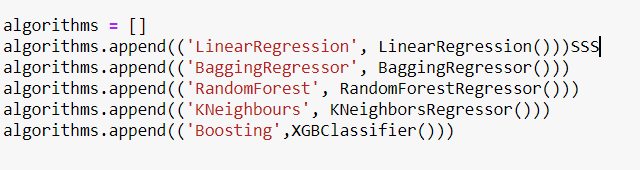 algorithms = []
algorithms.append(('LinearRegression', LinearRegression()))SSS
algorithms.append(('BaggingRegressor', BaggingRegressor()))
algorithms.append(('RandomForest', RandomForestRegressor()))
algorithms.append(('KNeighbours', KNeighborsRegressor()))
algorithms.append(('Boosting',XGBClassifier()))